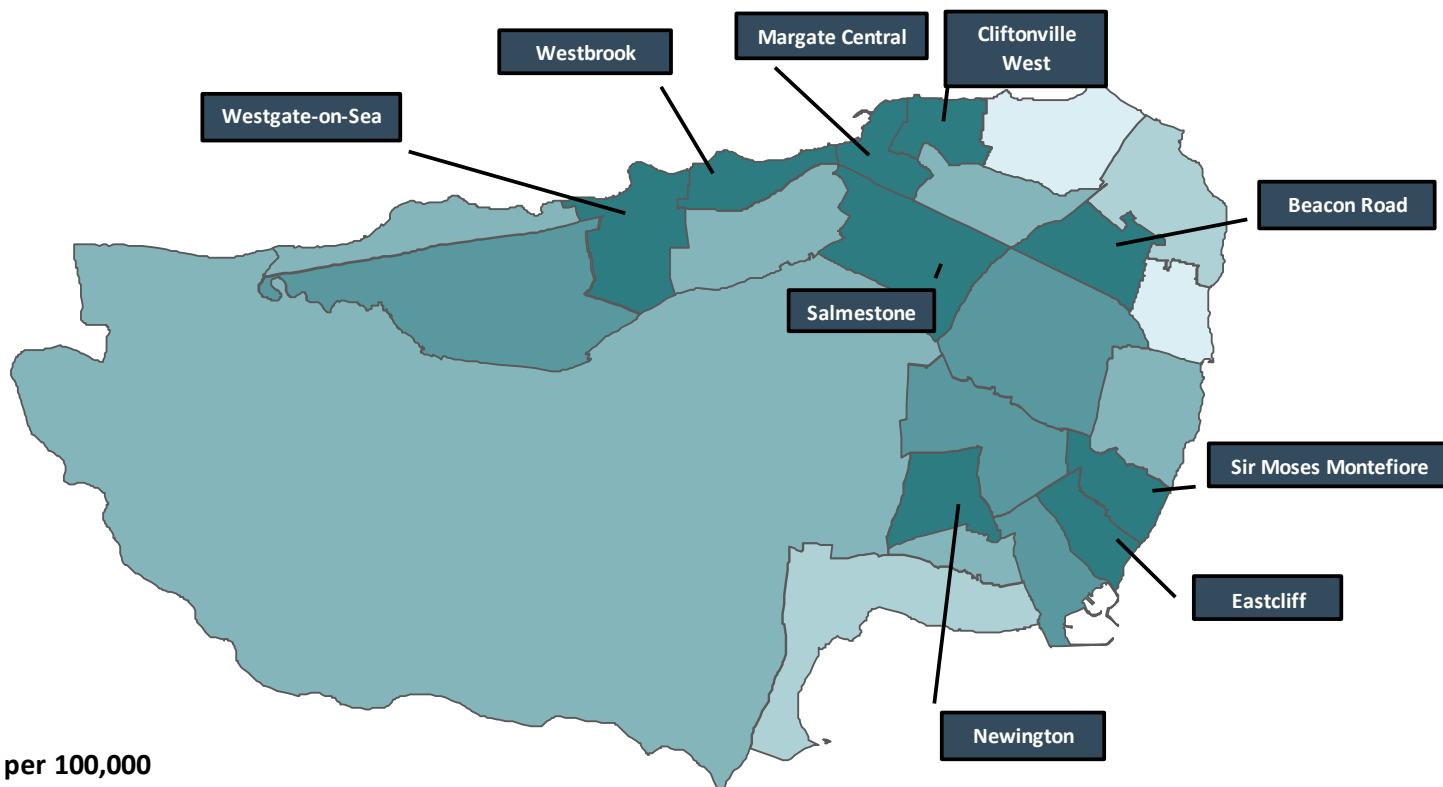 Cliftonville
West
Margate Central
Westbrook
Westgate-on-Sea
Beacon Road
Salmestone
Sir Moses Montefiore
Eastcliff
Newington
per 100,000